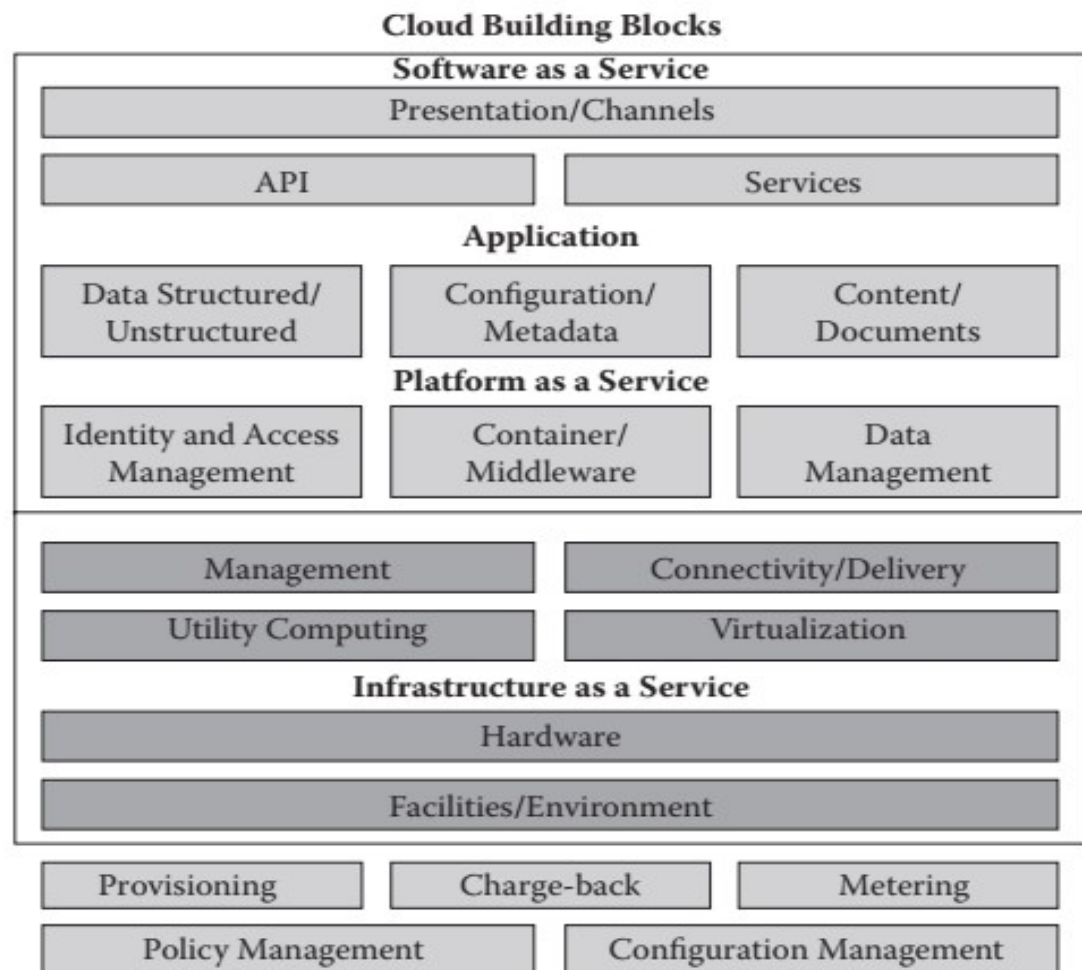 Cloud Building Blocks
Software as a Service
Presentation/Channels
API
Services
Application
Data Structured/
Unstructured
Configuration/
Metadata
Content/
Documents
Platform as a Service
Identity and Access
Management
Container/
Middleware
Data
Management
Management
Connectivity/Delivery
Utility Computing
Virtualization
Infrastructure as a Service
Hardware
Facilities/Environment
Provisioning
Charge-back
Metering
Policy Management
Configuration Management